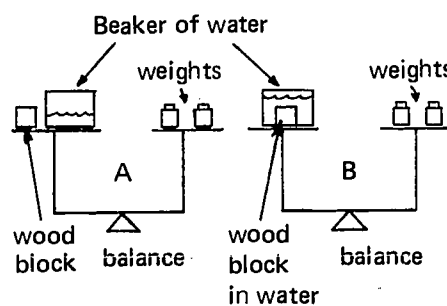 Beaker of water
weights
weights
A
B
wood
block
balance
wood
block
in water
balance